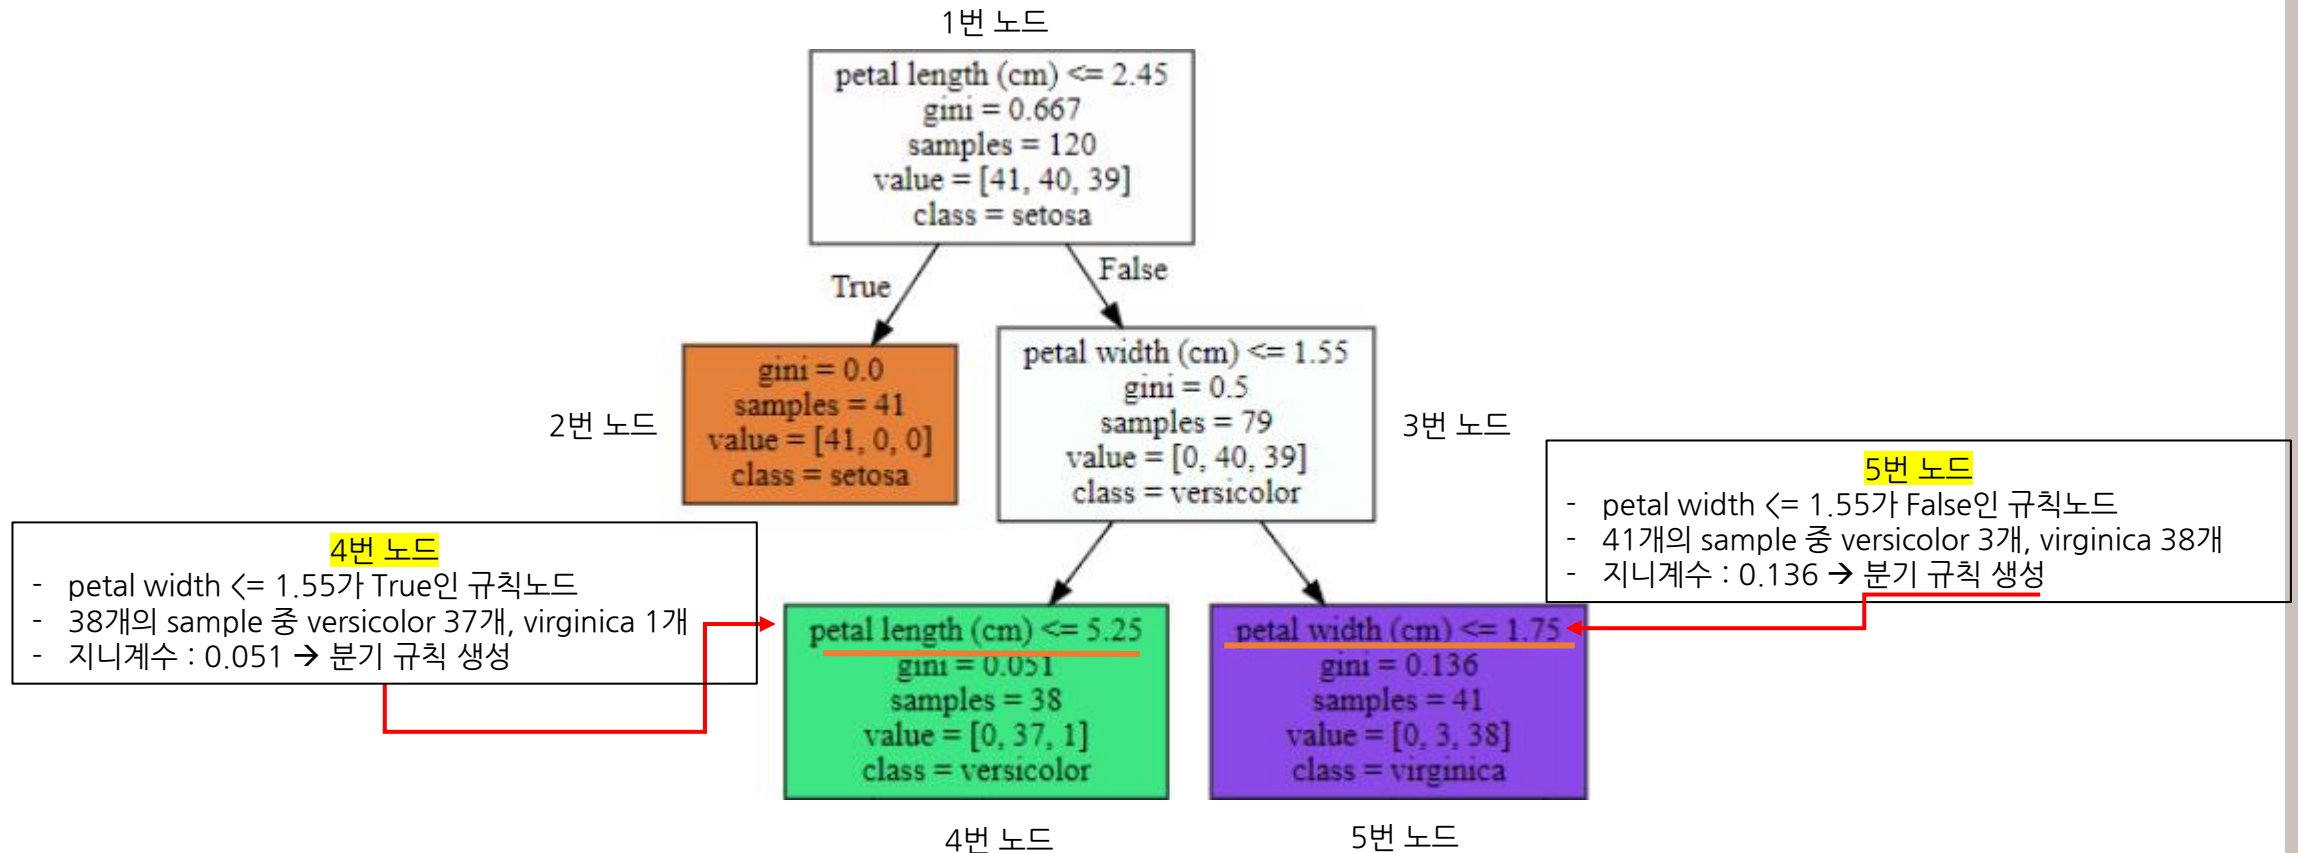 1번 노드
petal length (cm) <= 2.45
gini = 0.667
samples = 120
value = [41, 40, 39]
class = setosa
True
False
2번 노드
gini = 0.0
samples = 41
value = [41, 0, 0]
class = setosa
petal width (cm) <= 1.55
gini = 0.5
samples = 79
value = [0, 40, 39]
class = versicolor
3번 노드
4번 노드
- petal width <= 1.55가 True인 규칙노드
- 38개의 sample 중 versicolor 37개, virginica 1개
- 지니계수 : 0.051 → 분기 규칙 생성
5번 노드
- petal width <= 1.55가 False인 규칙노드
- 41개의 sample 중 versicolor 3개, virginica 38개
- 지니계수 : 0.136 → 분기 규칙 생성
petal length (cm) <= 5.25
gini = 0.051
samples = 38
value = [0, 37, 1]
class = versicolor
petal width (cm) <= 1.75
gini = 0.136
samples = 41
value = [0, 3, 38]
class = virginica
4번 노드
5번 노드